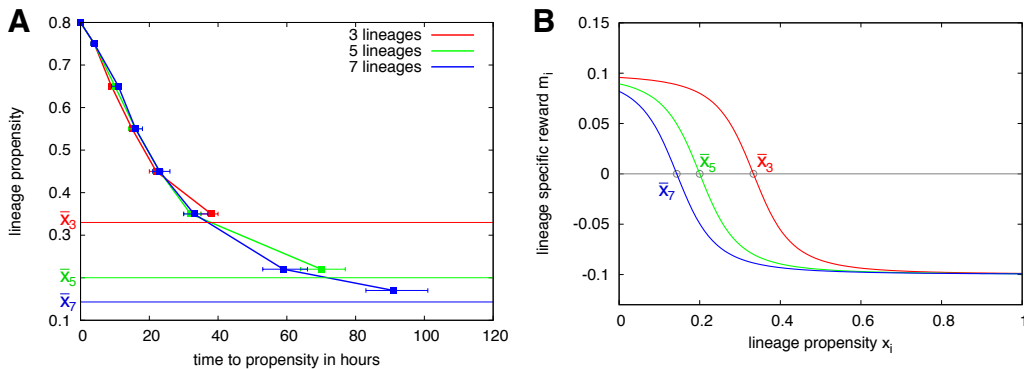 A
0.8
0.7
0.6
0.5
0.4
0.3
0.2
0.1
0
20
40
60
80
100
120
lineage propensity
time to propensity in hours
3 lineages
5 lineages
7 lineages
x̄₃
x̄₅
x̄₇
B
0.15
0.1
0.05
0
-0.05
-0.1
0
0.2
0.4
0.6
0.8
1
lineage specific reward mᵢ
lineage propensity xᵢ
x̄₇
x̄₅
x̄₃